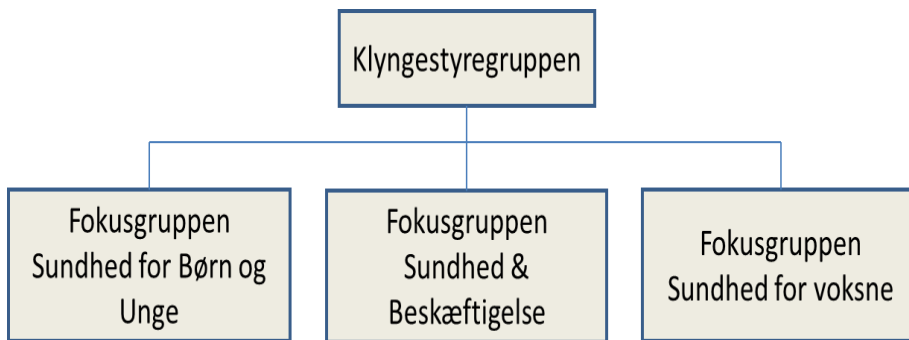 Klyngestyregruppen
Fokusgruppen
Sundhed for Børn og
Unge
Fokusgruppen
Sundhed &
Beskæftigelse
Fokusgruppen
Sundhed for voksne